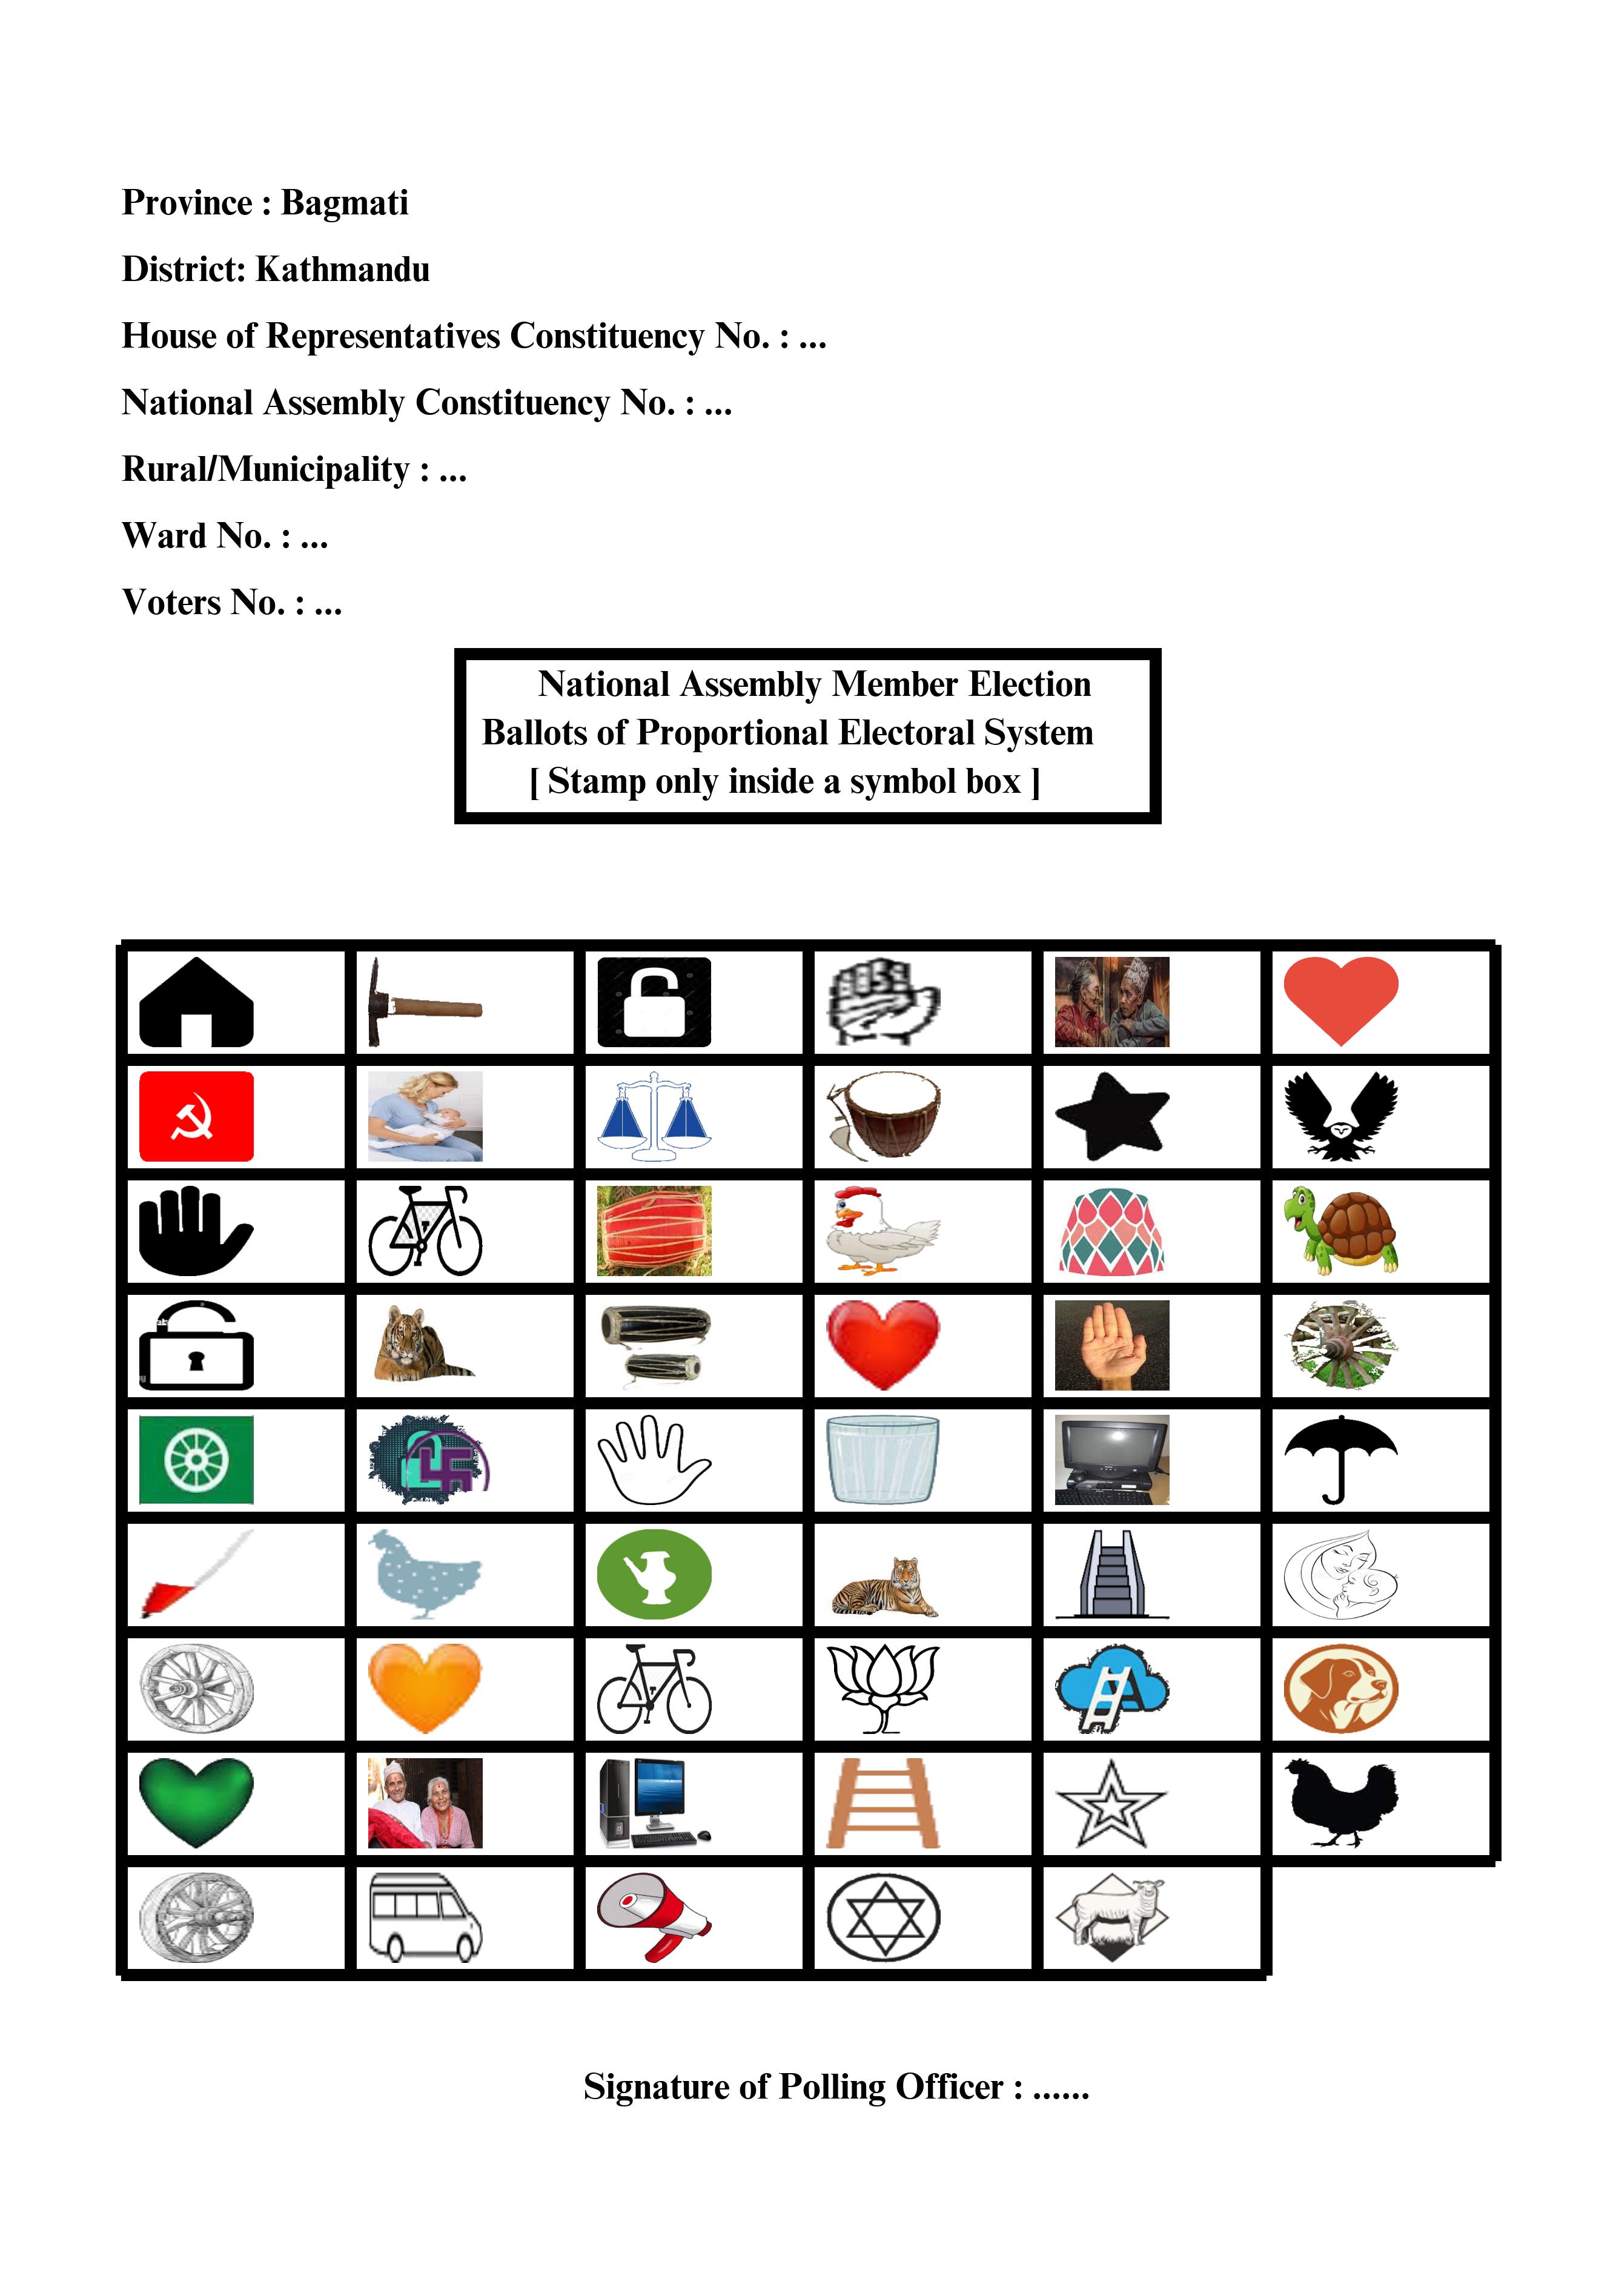 Province : Bagmati
District: Kathmandu
House of Representatives Constituency No. : ...
National Assembly Constituency No. : ...
Rural/Municipality : ...
Ward No. : ...
Voters No. : ...
National Assembly Member Election
Ballots of Proportional Electoral System
[ Stamp only inside a symbol box ]
Signature of Polling Officer : ......